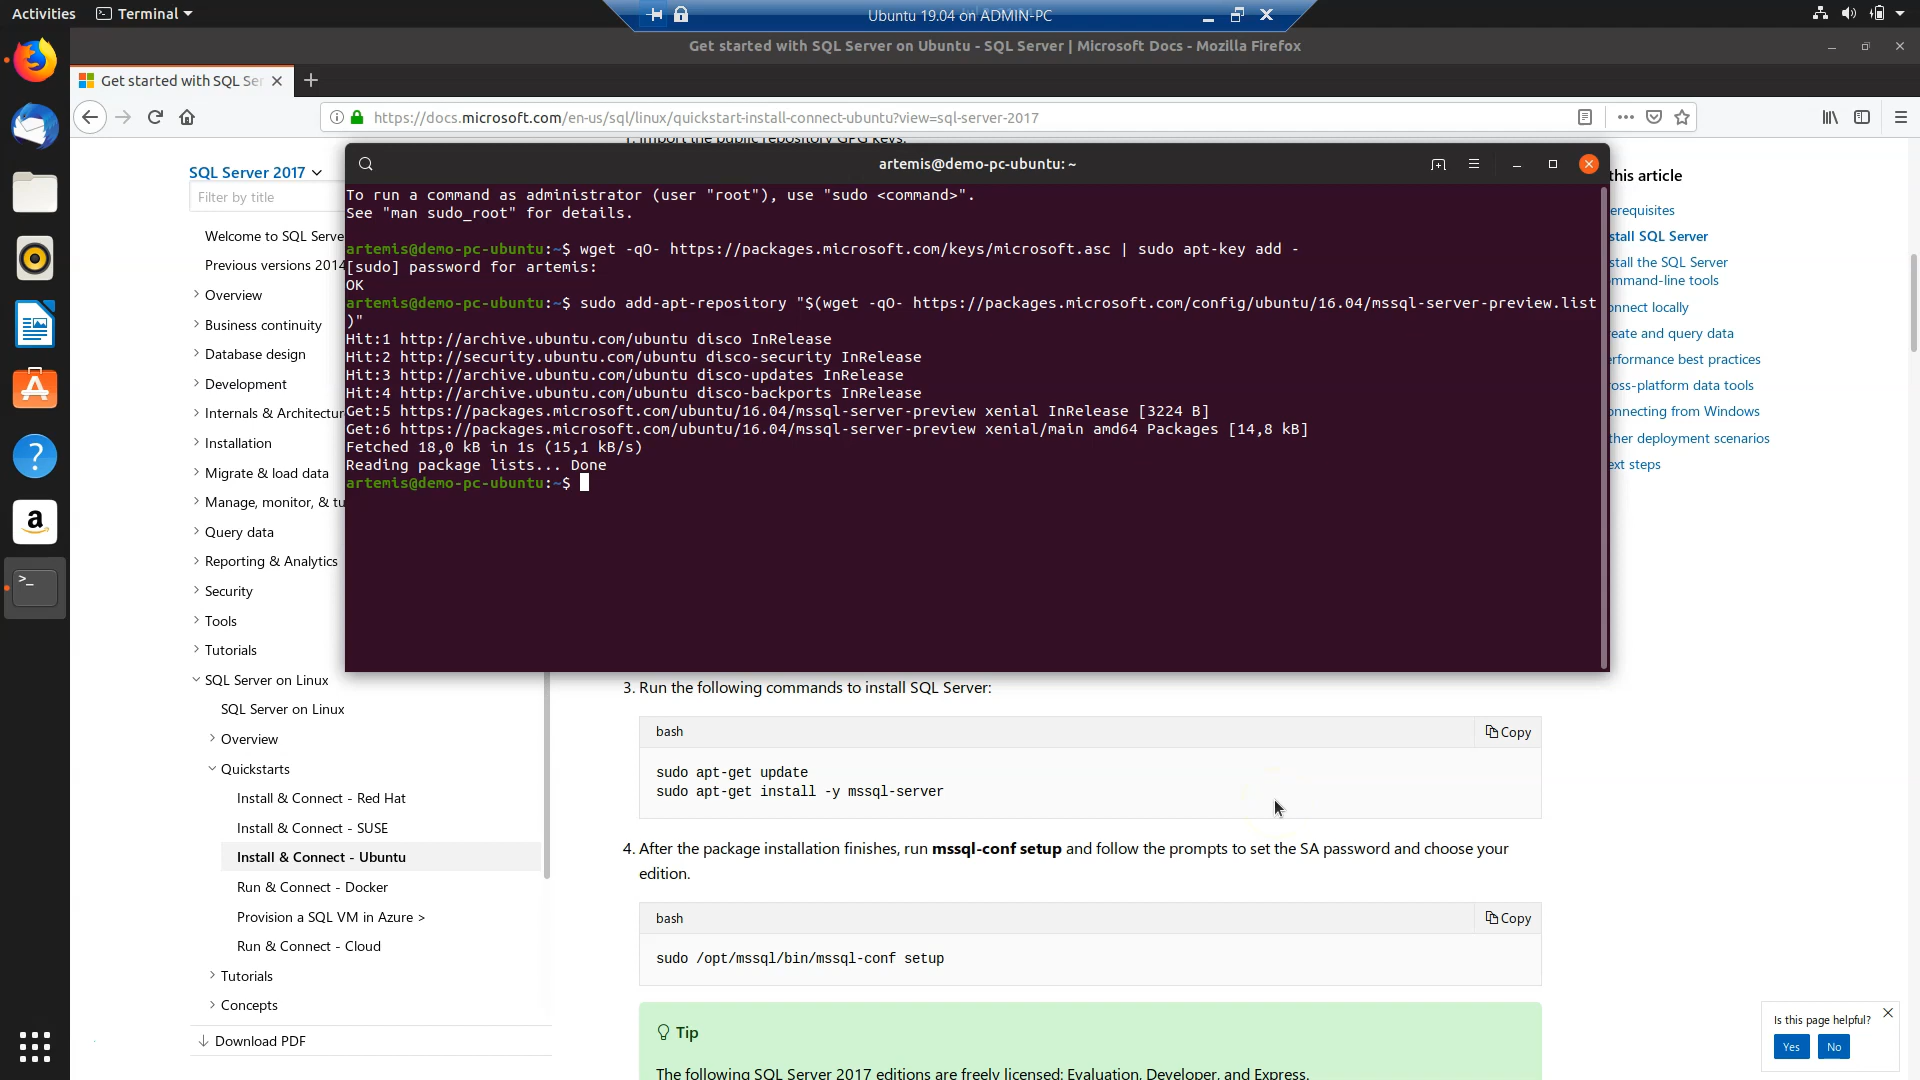 Activities
Terminal
Ubuntu 19.04 on ADMIN-PC
Get started with SQL Server on Ubuntu - SQL Server | Microsoft Docs - Mozilla Firefox
Get started with SQL Ser
https://docs.microsoft.com/en-us/sql/linux/quickstart-install-connect-ubuntu?view=sql-server-2017
SQL Server 2017
Filter by title
Welcome to SQL Serve
Previous versions 2014
Overview
Business continuity
Database design
Development
Internals & Architectur
Installation
Migrate & load data
Manage, monitor, & tu
Query data
Reporting & Analytics
Security
Tools
Tutorials
SQL Server on Linux
SQL Server on Linux
Overview
Quickstarts
Install & Connect - Red Hat
Install & Connect - SUSE
Install & Connect - Ubuntu
Run & Connect - Docker
Provision a SQL VM in Azure >
Run & Connect - Cloud
Tutorials
Concepts
Download PDF
1. Import the public repository GPG keys.
artemis@demo-pc-ubuntu: ~
To run a command as administrator (user "root"), use "sudo <command>".
See "man sudo_root" for details.
artemis@demo-pc-ubuntu:~$ wget -qO- https://packages.microsoft.com/keys/microsoft.asc | sudo apt-key add -
[sudo] password for artemis:
OK
artemis@demo-pc-ubuntu:~$ sudo add-apt-repository "$(wget -qO- https://packages.microsoft.com/config/ubuntu/16.04/mssql-server-preview.list
)"
Hit:1 http://archive.ubuntu.com/ubuntu disco InRelease
Hit:2 http://security.ubuntu.com/ubuntu disco-security InRelease
Hit:3 http://archive.ubuntu.com/ubuntu disco-updates InRelease
Hit:4 http://archive.ubuntu.com/ubuntu disco-backports InRelease
Get:5 https://packages.microsoft.com/ubuntu/16.04/mssql-server-preview xenial InRelease [3224 B]
Get:6 https://packages.microsoft.com/ubuntu/16.04/mssql-server-preview xenial/main amd64 Packages [14,8 kB]
Fetched 18,0 kB in 1s (15,1 kB/s)
Reading package lists... Done
artemis@demo-pc-ubuntu:~$
3. Run the following commands to install SQL Server:
bash
Copy
sudo apt-get update
sudo apt-get install -y mssql-server
4. After the package installation finishes, run mssql-conf setup and follow the prompts to set the SA password and choose your
edition.
bash
Copy
sudo /opt/mssql/bin/mssql-conf setup
Tip
The following SQL Server 2017 editions are freely licensed: Evaluation, Developer, and Express.
this article
erequisites
stall SQL Server
stall the SQL Server
mmand-line tools
nnect locally
eate and query data
rformance best practices
oss-platform data tools
nnecting from Windows
ther deployment scenarios
ext steps
Is this page helpful?
Yes
No